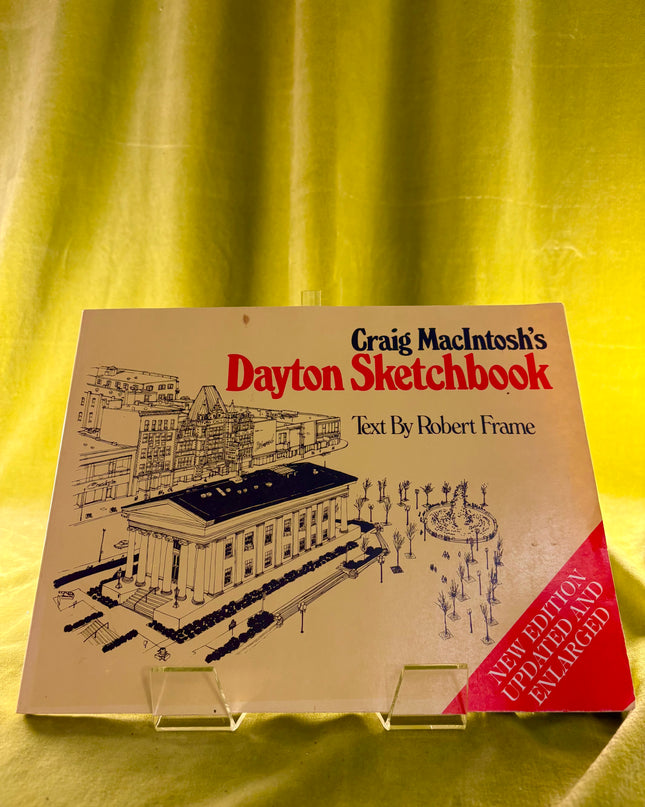 Craig MacIntosh's
Dayton Sketchbook
Text By Robert Frame
NEW EDITION
UPDATED AND
ENLARGED